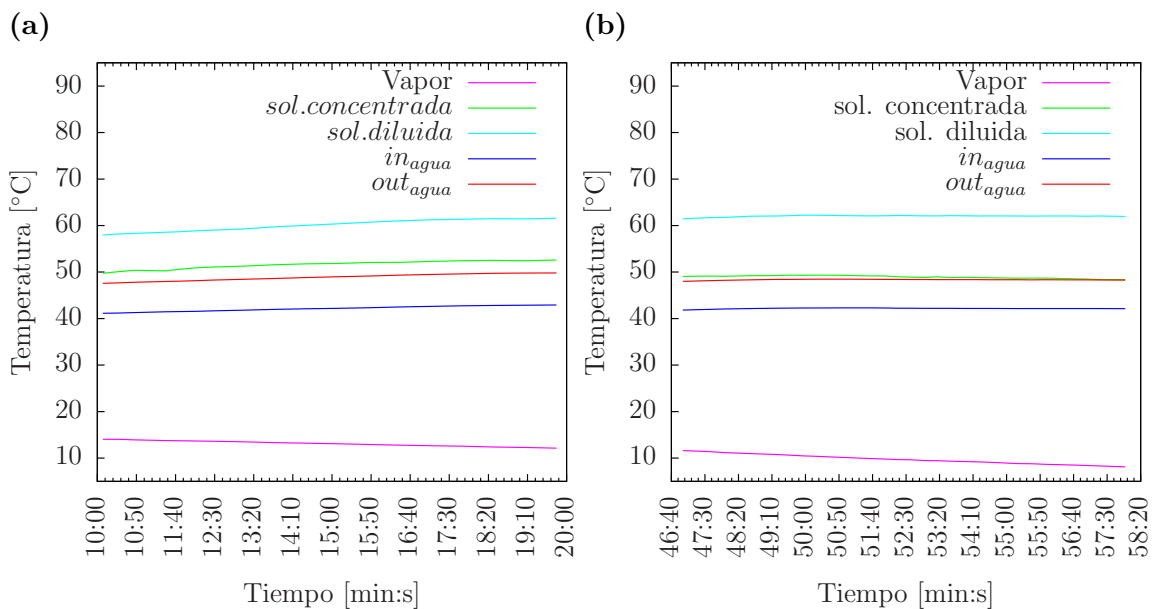 (a)
Temperatura [°C]
90
80
70
60
50
40
30
20
10
Vapor
sol.concentrada
sol.diluida
in_agua
out_agua
10:00
10:50
11:40
12:30
13:20
14:10
15:00
15:50
16:40
17:30
18:20
19:10
20:00
Tiempo [min:s]
(b)
Temperatura [°C]
90
80
70
60
50
40
30
20
10
Vapor
sol. concentrada
sol. diluida
in_agua
out_agua
46:40
47:30
48:20
49:10
50:00
50:50
51:40
52:30
53:20
54:10
55:00
55:50
56:40
57:30
58:20
Tiempo [min:s]